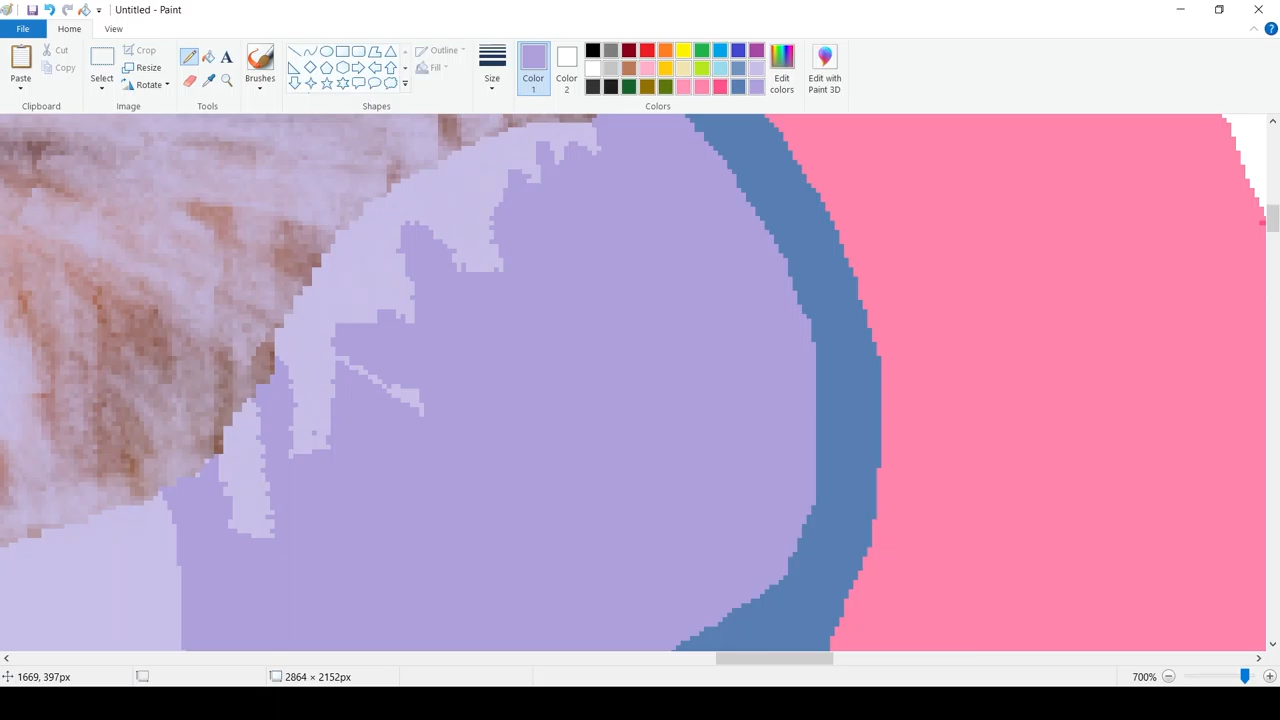 Untitled - Paint
File Home View
Paste
Cut
Copy
Clipboard
Select
Crop
Resize
Rotate
Image
Tools
Brushes
Shapes
Outline
Fill
Size
Color 1
Color 2
Colors
Edit colors
Edit with Paint 3D
1669, 397px
2864 × 2152px
700%